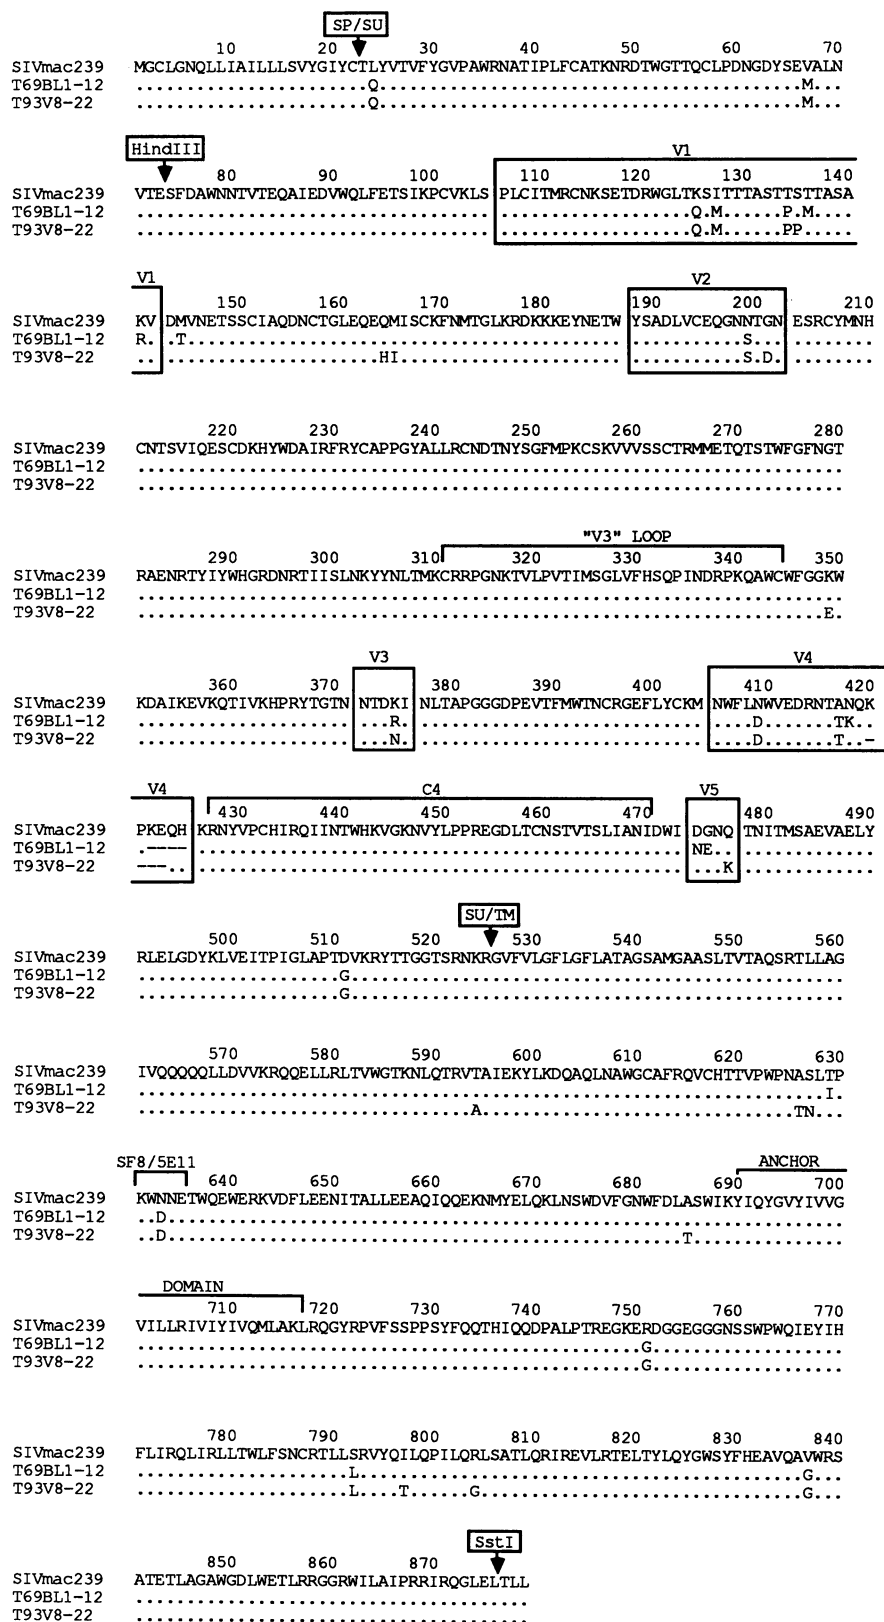 SP/SU
10 20 30 40 50 60 70
SIVmac239 MGCLGNQLLIAILLLSVYGIYCTLYVTVFYGVPAWRNATIPLFCATKNRDTWGTTQCLPDNGDYSEVALN
T69BL1-12 .......................Q..........................................M...
T93V8-22 .......................Q..........................................M...
HindIII V1
80 90 100 110 120 130 140
SIVmac239 VTESFDAWNNTVTEQAIEDVWQLFETSIKPCVKLS PLCITMRCNKSETDRWGLTKSITTTASTTSTTASA
T69BL1-12 ................................... ...................Q.M......P.M....
T93V8-22 ................................... ...................Q.M......PP.....
V1 V2
150 160 170 180 190 200 210
SIVmac239 KV DMVNETSSCIAQDNCTGLEQEQMISCKFNMTGLKRDKKKEYNETW YSADLVCEQGNNTGN ESRCYMNH
T69BL1-12 R. .T........................................... ...........S... ........
T93V8-22 .. .....................HI...................... ...........S.D. ........
220 230 240 250 260 270 280
SIVmac239 CNTSVIQESCDKHYWDAIRFRYCAPPGYALLRCNDTNYSGFMPKCSKVVVSSCTRMMETQTSTWFGFNGT
T69BL1-12 ......................................................................
T93V8-22 ......................................................................
"V3" LOOP
290 300 310 320 330 340 350
SIVmac239 RAENRTYIYWHGRDNRTIISLNKYYNLTMKCRRPGNKTVLPVTIMSGLVFHSQPINDRPKQAWCWFGGKW
T69BL1-12 ......................................................................
T93V8-22 ....................................................................E.
V3 V4
360 370 380 390 400 410 420
SIVmac239 KDAIKEVKQTIVKHPRYTGTN NTDKI NLTAPGGGDPEVTFMWTNCRGEFLYCKM NWFLNWVEDRNTANQK
T69BL1-12 ..................... ...R. ............................ ....D.......TK..
T93V8-22 ..................... ...N. ............................ ....D.......T..-
V4 C4 V5
430 440 450 460 470 480 490
SIVmac239 PKEQH KRNYVPCHIRQIINTWHKVGKNVYLPPREGDLTCNSTVTSLIANIDWI DGNQ TNITMSAEVAELY
T69BL1-12 .---- ................................................ NE.. .............
T93V8-22 ---.. ................................................ ...K .............
SU/TM
500 510 520 530 540 550 560
SIVmac239 RLELGDYKLVEITPIGLAPTDVKRYTTGGTSRNKRGVFVLGFLGFLATAGSAMGAASLTVTAQSRTLLAG
T69BL1-12 ....................G.................................................
T93V8-22 ....................G.................................................
570 580 590 600 610 620 630
SIVmac239 IVQQQQQLLDVVKRQQELLRLTVWGTKNLQTRVTAIEKYLKDQAQLNAWGCAFRQVCHTTVPWPNASLTP
T69BL1-12 ....................................................................I.
T93V8-22 .................................A...............................TN...
SF8/5E11 ANCHOR
640 650 660 670 680 690 700
SIVmac239 KWNNETWQEWERKVDFLEENITALLEEAQIQQEKNMYELQKLNSWDVFGNWFDLASWIKYIQYGVYIVVG
T69BL1-12 ..D...................................................................
T93V8-22 ..D...................................................T...............
DOMAIN
710 720 730 740 750 760 770
SIVmac239 VILLRIVIYIVQMLAKLRQGYRPVFSSPPSYFQQTHIQQDPALPTREGKERDGGEGGGNSSWPWQIEYIH
T69BL1-12 ..................................................G...................
T93V8-22 ..................................................G...................
780 790 800 810 820 830 840
SIVmac239 FLIRQLIRLLTWLFSNCRTLLSRVYQILQPILQRLSATLQRIREVLRTELTYLQYGWSYFHEAVQAVWRS
T69BL1-12 .....................L............................................G...
T93V8-22 .....................L....T......G................................G...
SstI
850 860 870
SIVmac239 ATETLAGAWGDLWETLRRGGRWILAIPRRIRQGLELTLL
T69BL1-12 .......................................
T93V8-22 .......................................